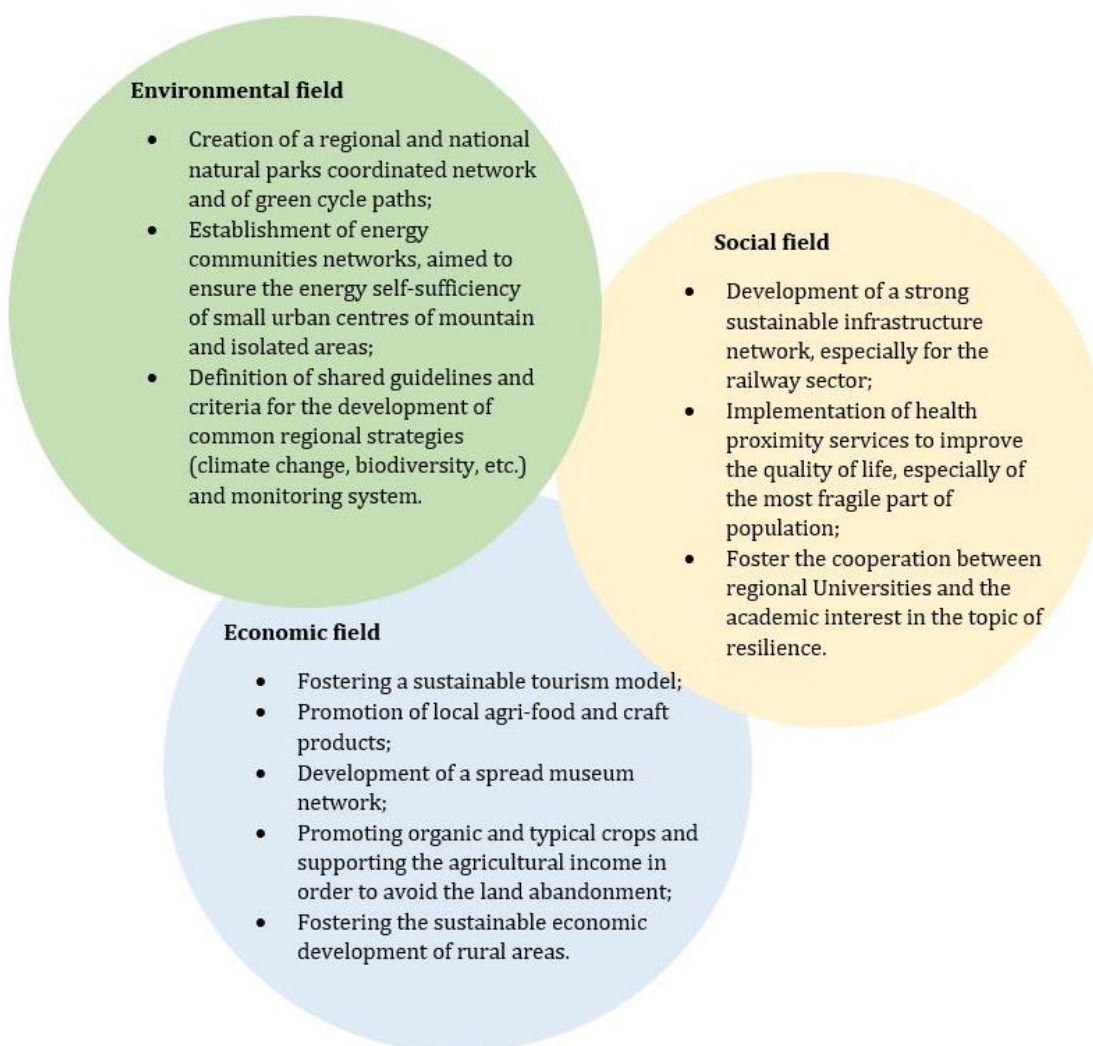 Environmental field
• Creation of a regional and national
natural parks coordinated network
and of green cycle paths;
• Establishment of energy
communities networks, aimed to
ensure the energy self-sufficiency
of small urban centres of mountain
and isolated areas;
• Definition of shared guidelines and
criteria for the development of
common regional strategies
(climate change, biodiversity, etc.)
and monitoring system.
Social field
• Development of a strong
sustainable infrastructure
network, especially for the
railway sector;
• Implementation of health
proximity services to improve
the quality of life, especially of
the most fragile part of
population;
• Foster the cooperation between
regional Universities and the
academic interest in the topic of
resilience.
Economic field
• Fostering a sustainable tourism model;
• Promotion of local agri-food and craft
products;
• Development of a spread museum
network;
• Promoting organic and typical crops and
supporting the agricultural income in
order to avoid the land abandonment;
• Fostering the sustainable economic
development of rural areas.